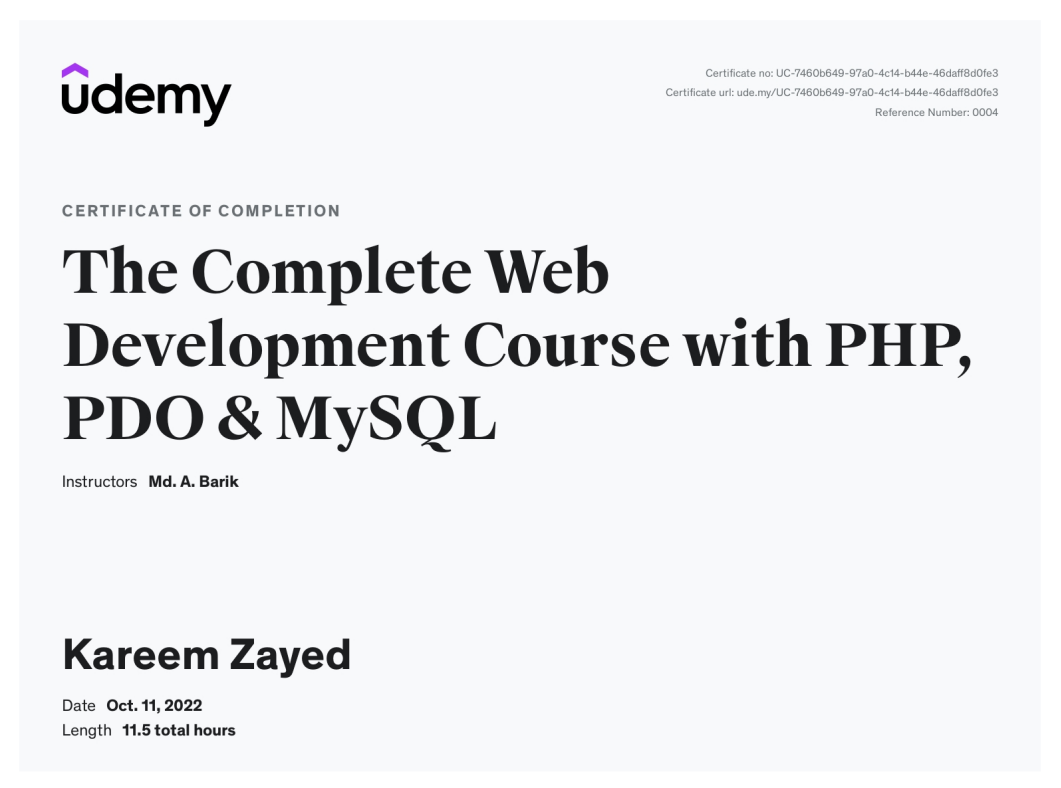 udemy
Certificate no: UC-7460b649-97a0-4c14-b44e-46daff8d0fe3
Certificate url: ude.my/UC-7460b649-97a0-4c14-b44e-46daff8d0fe3
Reference Number: 0004
CERTIFICATE OF COMPLETION
The Complete Web
Development Course with PHP,
PDO & MySQL
Instructors Md. A. Barik
Kareem Zayed
Date Oct. 11, 2022
Length 11.5 total hours